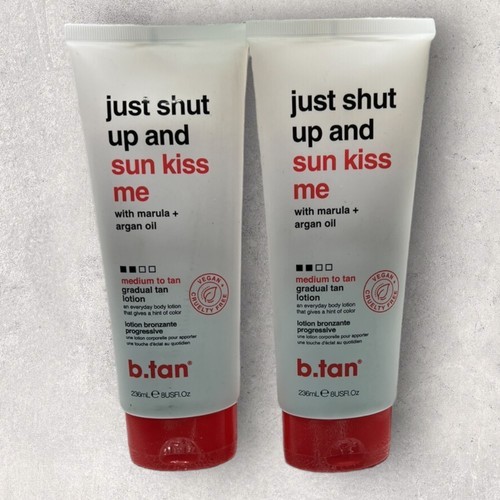 just shut
up and
sun kiss
me
with marula +
argan oil
medium to tan
gradual tan
lotion
an everyday body lotion
that gives a hint of color
lotion bronzante
progressive
une lotion corporelle pour apporter
une touche d'éclat au quotidien
VEGAN +
CRUELTY FREE
b.tan®
236mL ℮ 8USFl.Oz
just shut
up and
sun kiss
me
with marula +
argan oil
medium to tan
gradual tan
lotion
an everyday body lotion
that gives a hint of color
lotion bronzante
progressive
une lotion corporelle pour apporter
une touche d'éclat au quotidien
VEGAN +
CRUELTY FREE
b.tan®
236mL ℮ 8USFl.Oz